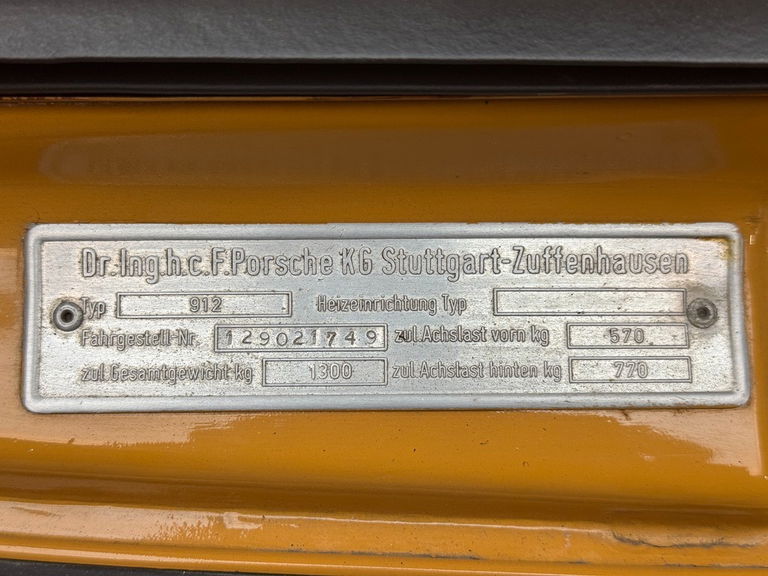 Dr. Ing. h. c. F. Porsche KG Stuttgart-Zuffenhausen
Typ 912 Heizeinrichtung Typ
Fahrgestell Nr. 129021749 zul. Achslast vorn kg 570
zul. Gesamtgewicht kg 1300 zul. Achslast hinten kg 770